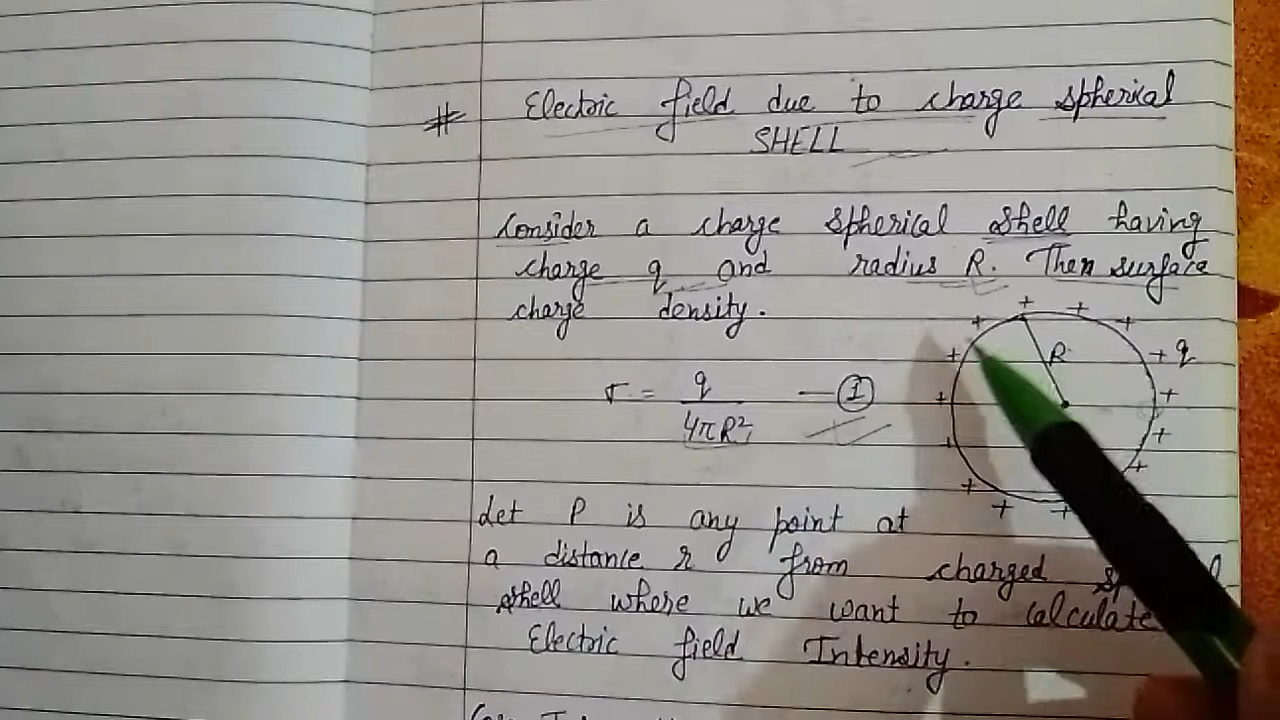 # Electric field due to charge spherical
SHELL
Consider a charge spherical shell having
charge q and radius R. Then surface
charge density.
σ = q / 4πR² — ①
R
q
Let P is any point at
a distance r from charged
shell where we want to calculate
Electric field Intensity.